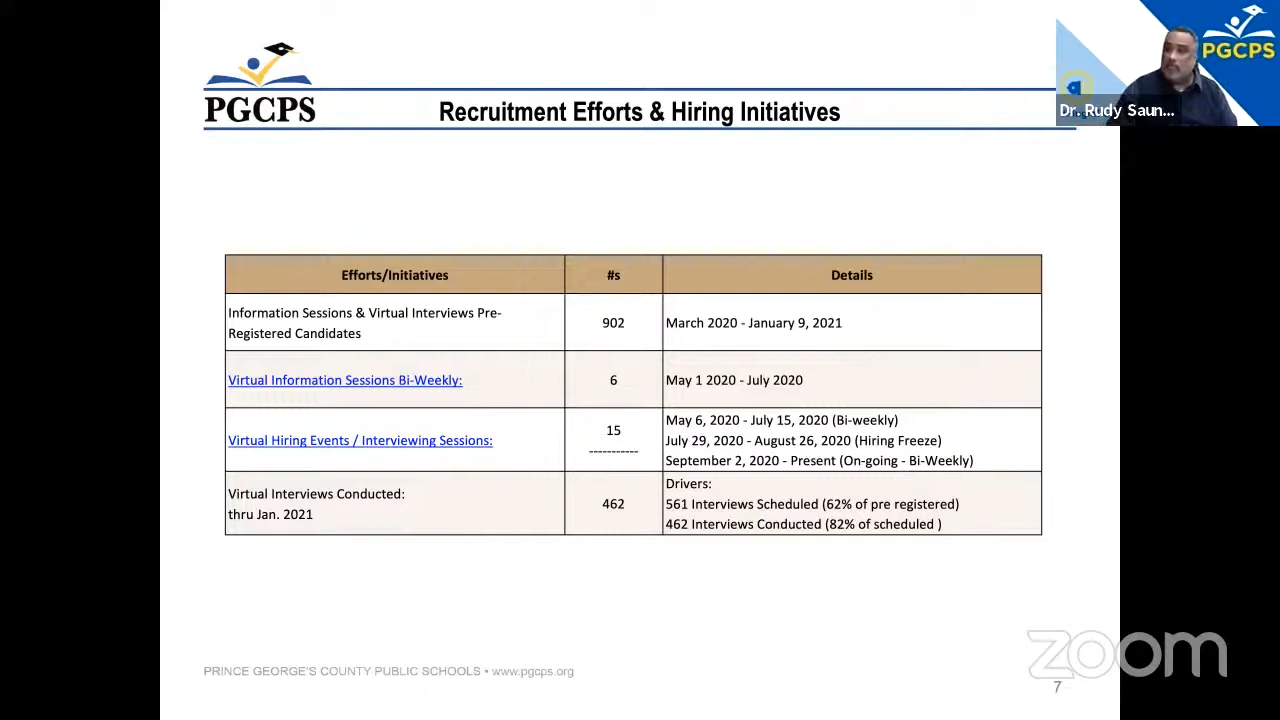 PGCPS
Recruitment Efforts & Hiring Initiatives
PGCPS
Dr. Rudy Saun...
Efforts/Initiatives
#s
Details
Information Sessions & Virtual Interviews Pre-
Registered Candidates
902
March 2020 - January 9, 2021
Virtual Information Sessions Bi-Weekly:
6
May 1 2020 - July 2020
Virtual Hiring Events / Interviewing Sessions:
15
-----------
May 6, 2020 - July 15, 2020 (Bi-weekly)
July 29, 2020 - August 26, 2020 (Hiring Freeze)
September 2, 2020 - Present (On-going - Bi-Weekly)
Virtual Interviews Conducted:
thru Jan. 2021
462
Drivers:
561 Interviews Scheduled (62% of pre registered)
462 Interviews Conducted (82% of scheduled )
PRINCE GEORGE'S COUNTY PUBLIC SCHOOLS • www.pgcps.org
zoom
7